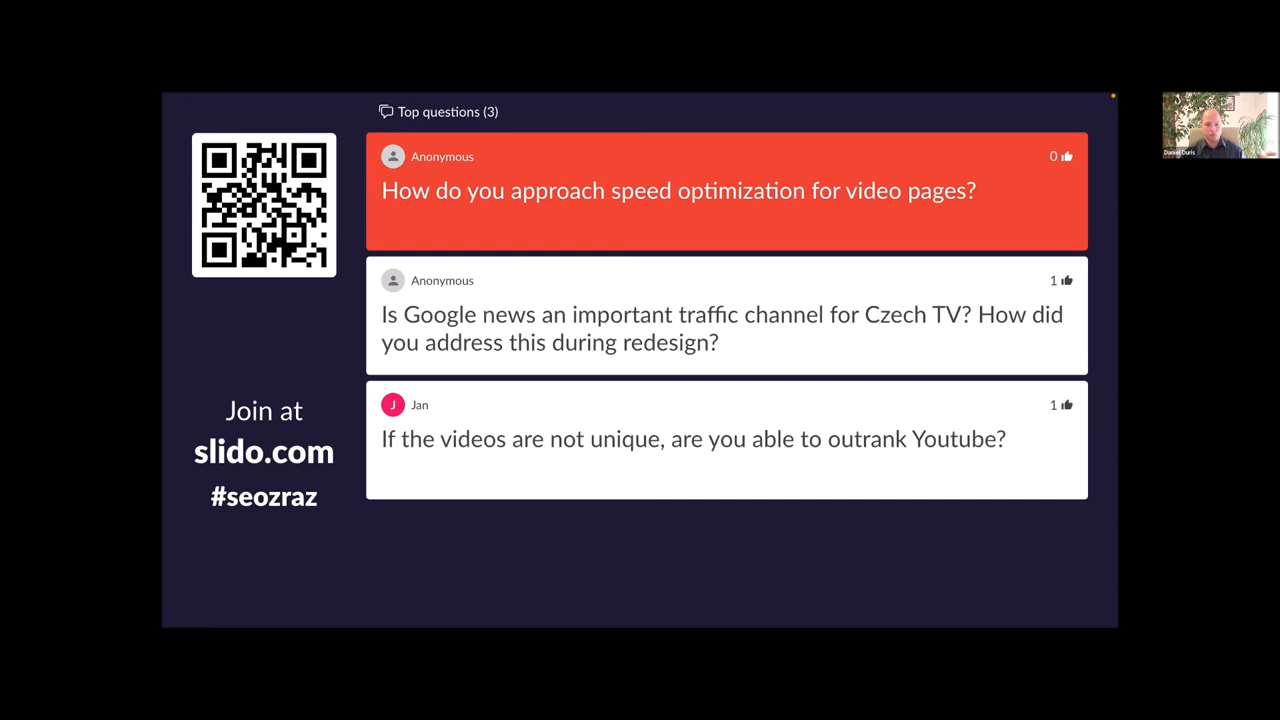 Top questions (3)
Anonymous
0
How do you approach speed optimization for video pages?
Anonymous
1
Is Google news an important traffic channel for Czech TV? How did
you address this during redesign?
J
Jan
1
If the videos are not unique, are you able to outrank Youtube?
Join at
slido.com
#seozraz
Daniel Duris